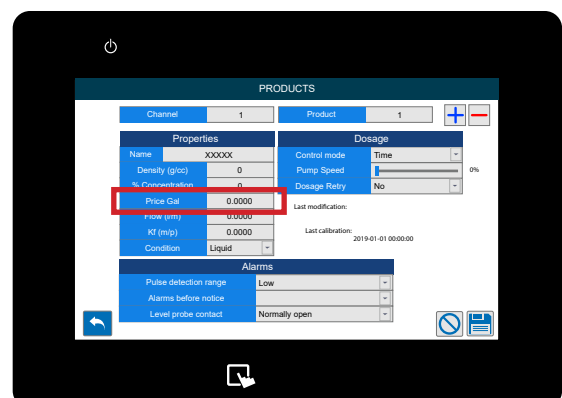 PRODUCTS
Channel 1 Product 1
Properties
Name XXXXX
Density (g/cc) 0
% Concentration 0
Price Gal 0.0000
Flow (l/m) 0.0000
Kf (m/p) 0.0000
Condition Liquid
Dosage
Control mode Time
Pump Speed 0%
Dosage Retry No
Last modification:
Last calibration:
2019-01-01 00:00:00
Alarms
Pulse detection range Low
Alarms before notice
Level probe contact Normally open